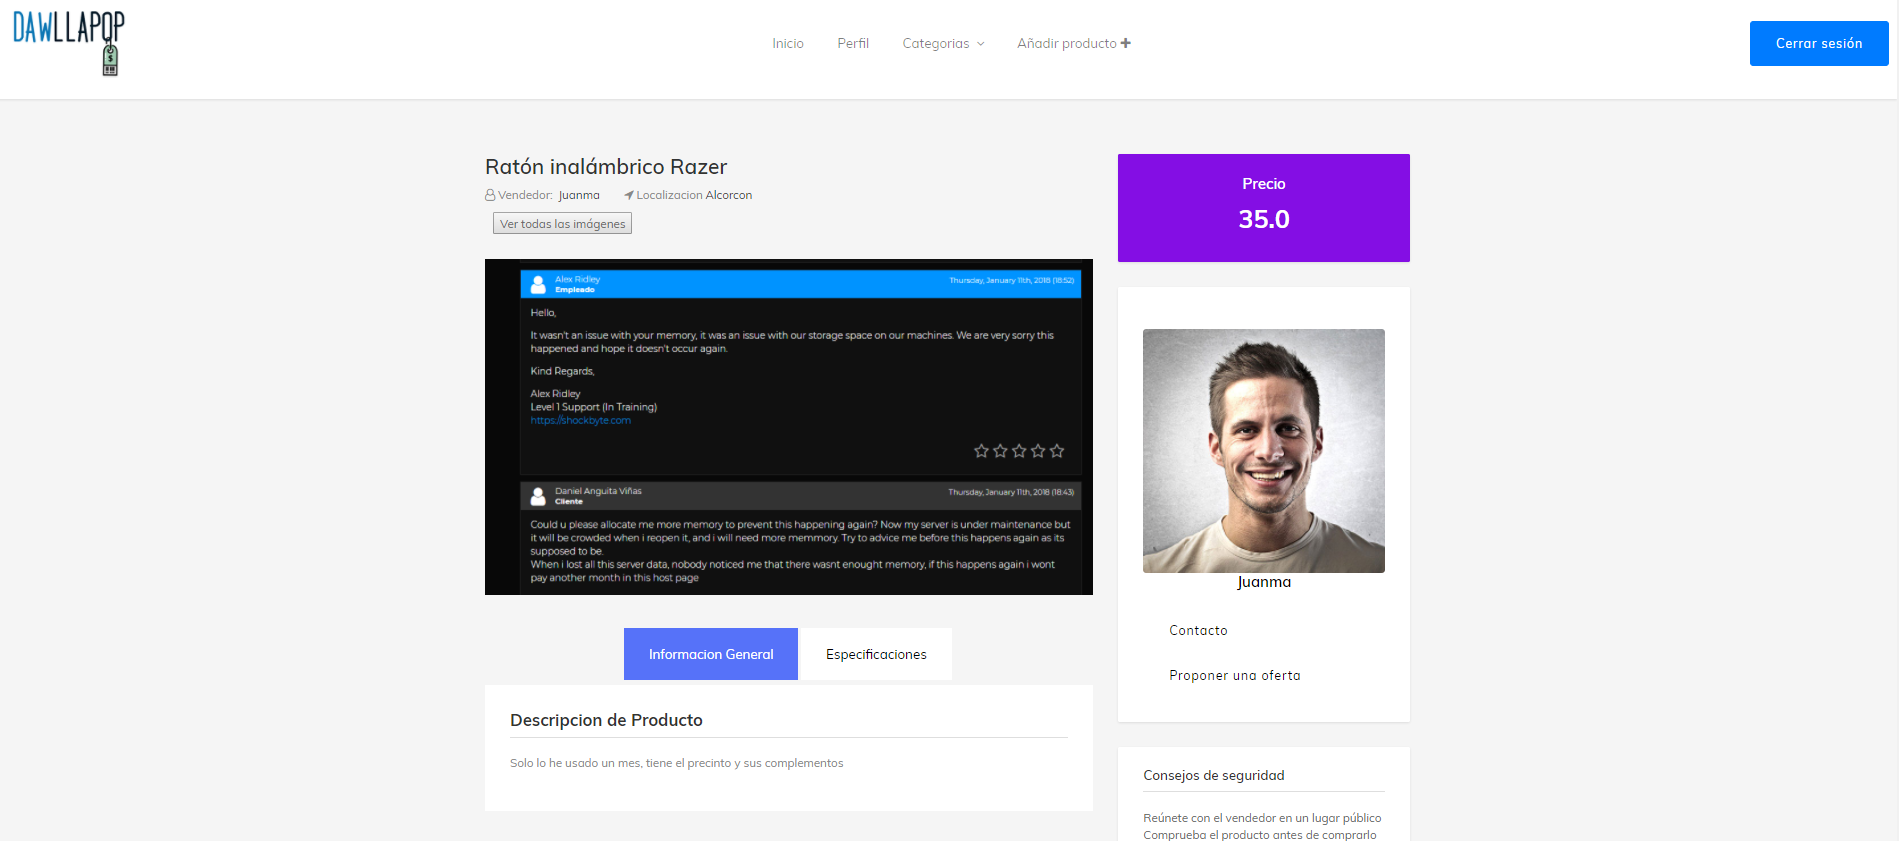 DAWLLAPOP
Inicio Perfil Categorias Añadir producto
Cerrar sesión
Ratón inalámbrico Razer
Vendedor: Juanma Localizacion Alcorcon
Ver todas las imágenes
Alex Ridley
Empleado
Thursday, January 11th, 2018 (18:52)
Hello,
It wasn't an issue with your memory, it was an issue with our storage space on our machines. We are very sorry this
happened and hope it doesn't occur again.
Kind Regards,
Alex Ridley
Level 1 Support (In Training)
https://shockbyte.com
Daniel Anguita Viñas
Cliente
Thursday, January 11th, 2018 (18:43)
Could u please allocate me more memory to prevent this happening again? Now my server is under maintenance but
it will be crowded when i reopen it, and i will need more memmory. Try to advice me before this happens again as its
supposed to be.
When i lost all this server data, nobody noticed me that there wasnt enought memory, if this happens again i wont
pay another month in this host page
Informacion General Especificaciones
Descripcion de Producto
Solo lo he usado un mes, tiene el precinto y sus complementos
Precio
35.0
Juanma
Contacto
Proponer una oferta
Consejos de seguridad
Reúnete con el vendedor en un lugar público
Comprueba el producto antes de comprarlo